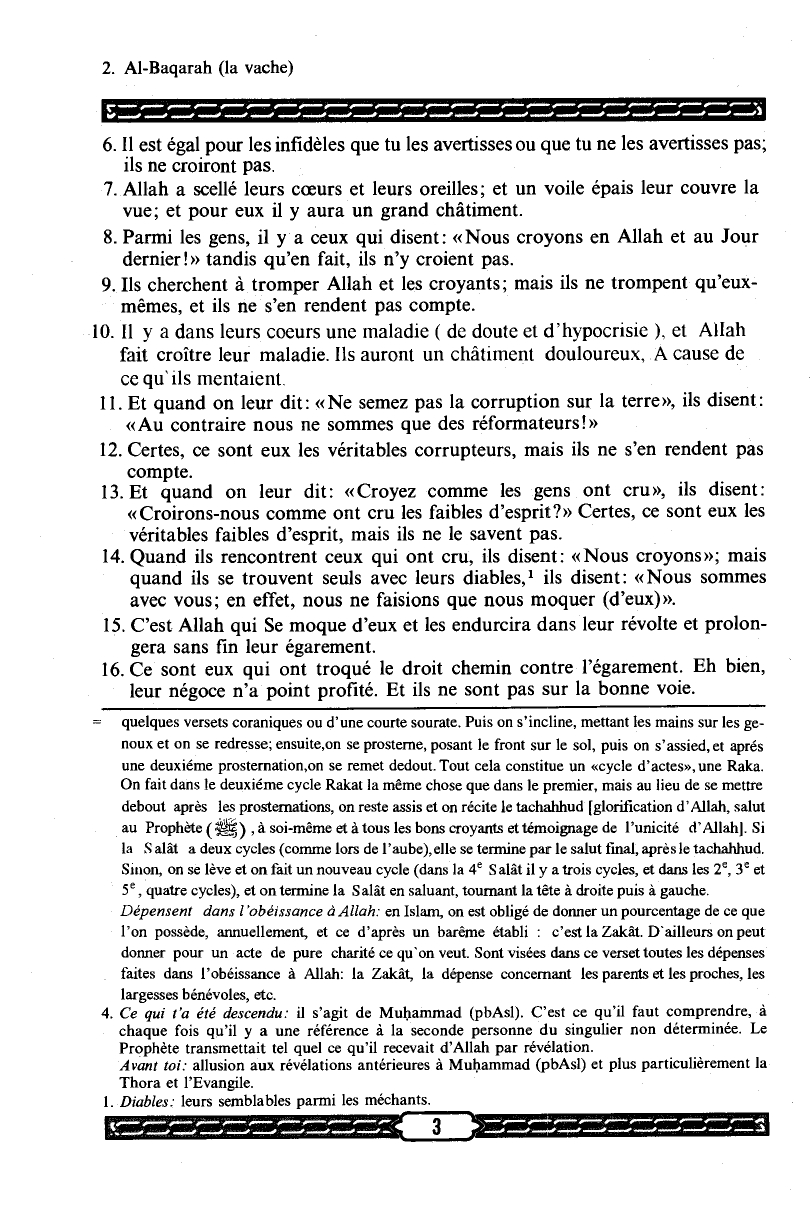 2. Al-Baqarah (la vache)
6. Il est égal pour les infidèles que tu les avertisses ou que tu ne les avertisses pas;
ils ne croiront pas.
7. Allah a scellé leurs cœurs et leurs oreilles; et un voile épais leur couvre la
vue; et pour eux il y aura un grand châtiment.
8. Parmi les gens, il y a ceux qui disent: «Nous croyons en Allah et au Jour
dernier!» tandis qu'en fait, ils n'y croient pas.
9. Ils cherchent à tromper Allah et les croyants; mais ils ne trompent qu'eux-
mêmes, et ils ne s'en rendent pas compte.
10. Il y a dans leurs coeurs une maladie ( de doute et d'hypocrisie ), et Allah
fait croître leur maladie. Ils auront un châtiment douloureux, A cause de
ce qu'ils mentaient.
11. Et quand on leur dit: «Ne semez pas la corruption sur la terre», ils disent:
«Au contraire nous ne sommes que des réformateurs!»
12. Certes, ce sont eux les véritables corrupteurs, mais ils ne s'en rendent pas
compte.
13. Et quand on leur dit: «Croyez comme les gens ont cru», ils disent:
«Croirons-nous comme ont cru les faibles d'esprit?» Certes, ce sont eux les
véritables faibles d'esprit, mais ils ne le savent pas.
14. Quand ils rencontrent ceux qui ont cru, ils disent: «Nous croyons»; mais
quand ils se trouvent seuls avec leurs diables,¹ ils disent: «Nous sommes
avec vous; en effet, nous ne faisions que nous moquer (d'eux)».
15. C'est Allah qui Se moque d'eux et les endurcira dans leur révolte et prolon-
gera sans fin leur égarement.
16. Ce sont eux qui ont troqué le droit chemin contre l'égarement. Eh bien,
leur négoce n'a point profité. Et ils ne sont pas sur la bonne voie.
= quelques versets coraniques ou d'une courte sourate. Puis on s'incline, mettant les mains sur les ge-
noux et on se redresse; ensuite,on se prosterne, posant le front sur le sol, puis on s'assied, et aprés
une deuxiéme prosternation,on se remet dedout. Tout cela constitue un «cycle d'actes», une Raka.
On fait dans le deuxiéme cycle Rakat la même chose que dans le premier, mais au lieu de se mettre
debout après les prosternations, on reste assis et on récite le tachahhud [glorification d'Allah, salut
au Prophète (ﷺ) , à soi-même et à tous les bons croyants et témoignage de l'unicité d'Allah]. Si
la Salât a deux cycles (comme lors de l'aube),elle se termine par le salut final, après le tachahhud.
Sinon, on se lève et on fait un nouveau cycle (dans la 4e Salât il y a trois cycles, et dans les 2e, 3e et
5e, quatre cycles), et on termine la Salât en saluant, tournant la tête à droite puis à gauche.
Dépensent dans l'obéissance à Allah: en Islam, on est obligé de donner un pourcentage de ce que
l'on possède, annuellement, et ce d'après un barême établi : c'est la Zakât. D'ailleurs on peut
donner pour un acte de pure charité ce qu'on veut. Sont visées dans ce verset toutes les dépenses
faites dans l'obéissance à Allah: la Zakât, la dépense concernant les parents et les proches, les
largesses bénévoles, etc.
4. Ce qui t'a été descendu: il s'agit de Muḥammad (pbAsl). C'est ce qu'il faut comprendre, à
chaque fois qu'il y a une référence à la seconde personne du singulier non déterminée. Le
Prophète transmettait tel quel ce qu'il recevait d'Allah par révélation.
Avant toi: allusion aux révélations antérieures à Muḥammad (pbAsl) et plus particulièrement la
Thora et l'Evangile.
1. Diables: leurs semblables parmi les méchants.
3